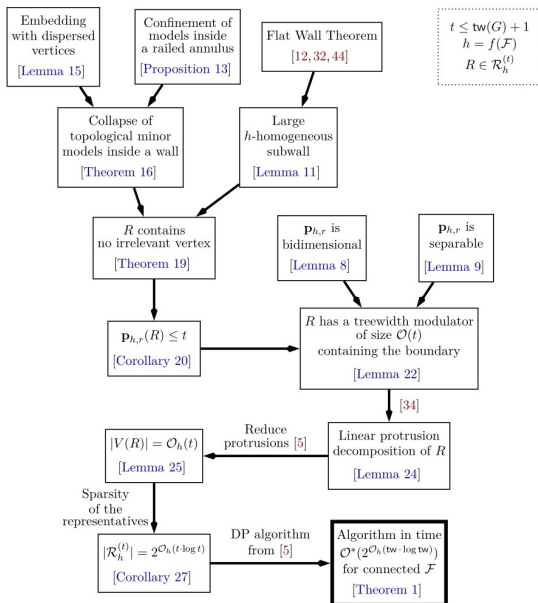 Embedding
with dispersed
vertices
[Lemma 15]
Confinement of
models inside
a railed annulus
[Proposition 13]
Flat Wall Theorem
[12,32,44]
t ≤ tw(G) + 1
h = f(ℱ)
R ∈ ℛ_h^{(t)}
Collapse of
topological minor
models inside a wall
[Theorem 16]
Large
h-homogeneous
subwall
[Lemma 11]
R contains
no irrelevant vertex
[Theorem 19]
p_{h,r} is
bidimensional
[Lemma 8]
p_{h,r} is
separable
[Lemma 9]
p_{h,r}(R) ≤ t
[Corollary 20]
R has a treewidth modulator
of size 𝒪(t)
containing the boundary
[Lemma 22]
[34]
|V(R)| = 𝒪_h(t)
[Lemma 25]
Reduce
protrusions [5]
Linear protrusion
decomposition of R
[Lemma 24]
Sparsity
of the
representatives
|ℛ_h^{(t)}| = 2^{𝒪_h(t·log t)}
[Corollary 27]
DP algorithm
from [5]
Algorithm in time
𝒪*(2^{𝒪_h(tw·log tw)})
for connected ℱ
[Theorem 1]